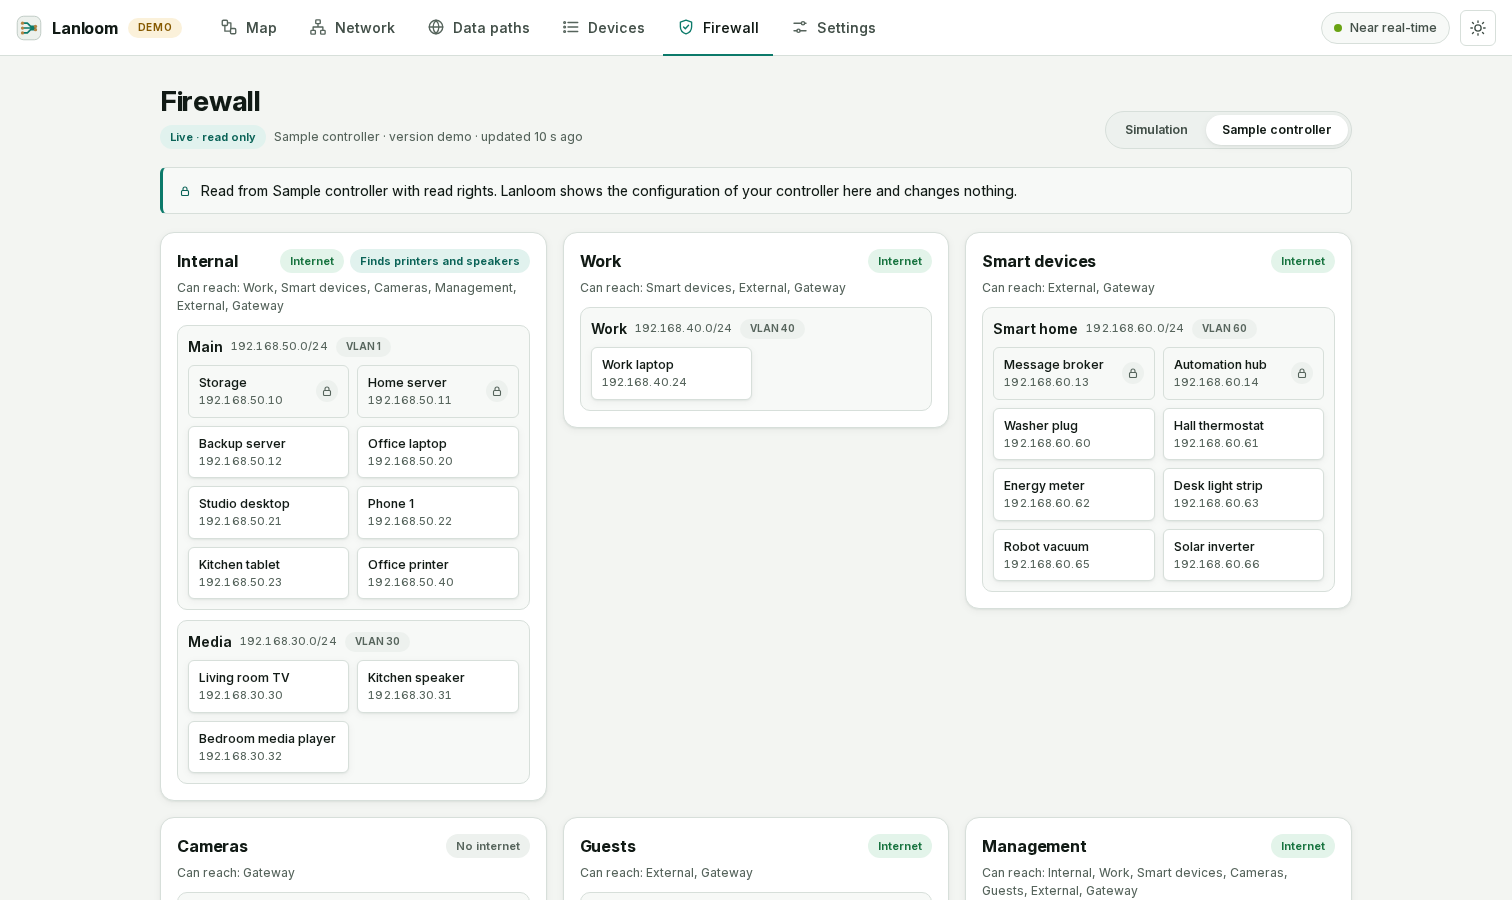 Lanloom DEMO Map Network Data paths Devices Firewall Settings Near real-time
Firewall
Live · read only Sample controller · version demo · updated 10 s ago
Simulation Sample controller
Read from Sample controller with read rights. Lanloom shows the configuration of your controller here and changes nothing.
Internal Internet Finds printers and speakers
Can reach: Work, Smart devices, Cameras, Management,
External, Gateway
Main 192.168.50.0/24 VLAN 1
Storage
192.168.50.10
Home server
192.168.50.11
Backup server
192.168.50.12
Office laptop
192.168.50.20
Studio desktop
192.168.50.21
Phone 1
192.168.50.22
Kitchen tablet
192.168.50.23
Office printer
192.168.50.40
Media 192.168.30.0/24 VLAN 30
Living room TV
192.168.30.30
Kitchen speaker
192.168.30.31
Bedroom media player
192.168.30.32
Work Internet
Can reach: Smart devices, External, Gateway
Work 192.168.40.0/24 VLAN 40
Work laptop
192.168.40.24
Smart devices Internet
Can reach: External, Gateway
Smart home 192.168.60.0/24 VLAN 60
Message broker
192.168.60.13
Automation hub
192.168.60.14
Washer plug
192.168.60.60
Hall thermostat
192.168.60.61
Energy meter
192.168.60.62
Desk light strip
192.168.60.63
Robot vacuum
192.168.60.65
Solar inverter
192.168.60.66
Cameras No internet
Can reach: Gateway
Guests Internet
Can reach: External, Gateway
Management Internet
Can reach: Internal, Work, Smart devices, Cameras,
Guests, External, Gateway